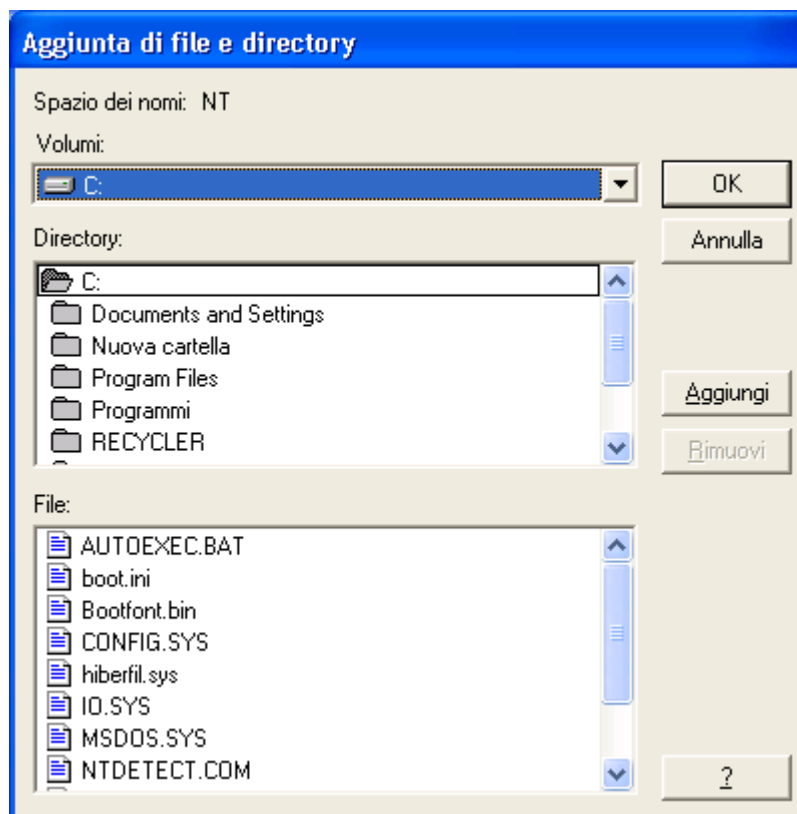 Aggiunta di file e directory
Spazio dei nomi: NT
Volumi:
C:
OK
Directory:
Annulla
C:
Documents and Settings
Nuova cartella
Program Files
Programmi
RECYCLER
Aggiungi
Rimuovi
File:
AUTOEXEC.BAT
boot.ini
Bootfont.bin
CONFIG.SYS
hiberfil.sys
IO.SYS
MSDOS.SYS
NTDETECT.COM
?